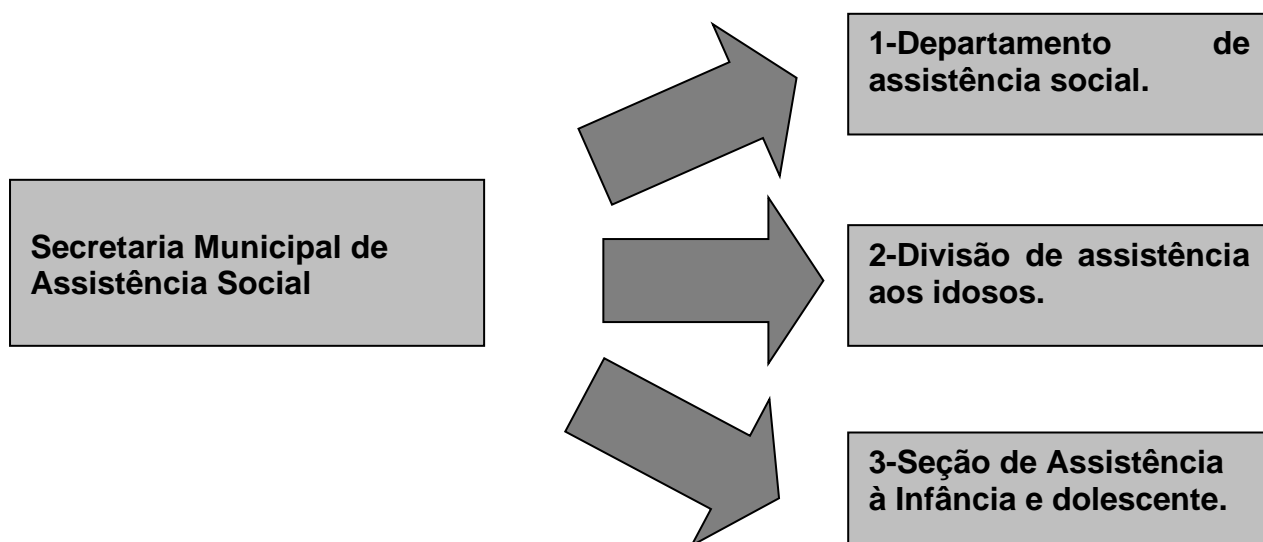 Secretaria Municipal de
Assistência Social
1-Departamento de
assistência social.
2-Divisão de assistência
aos idosos.
3-Seção de Assistência
à Infância e dolescente.